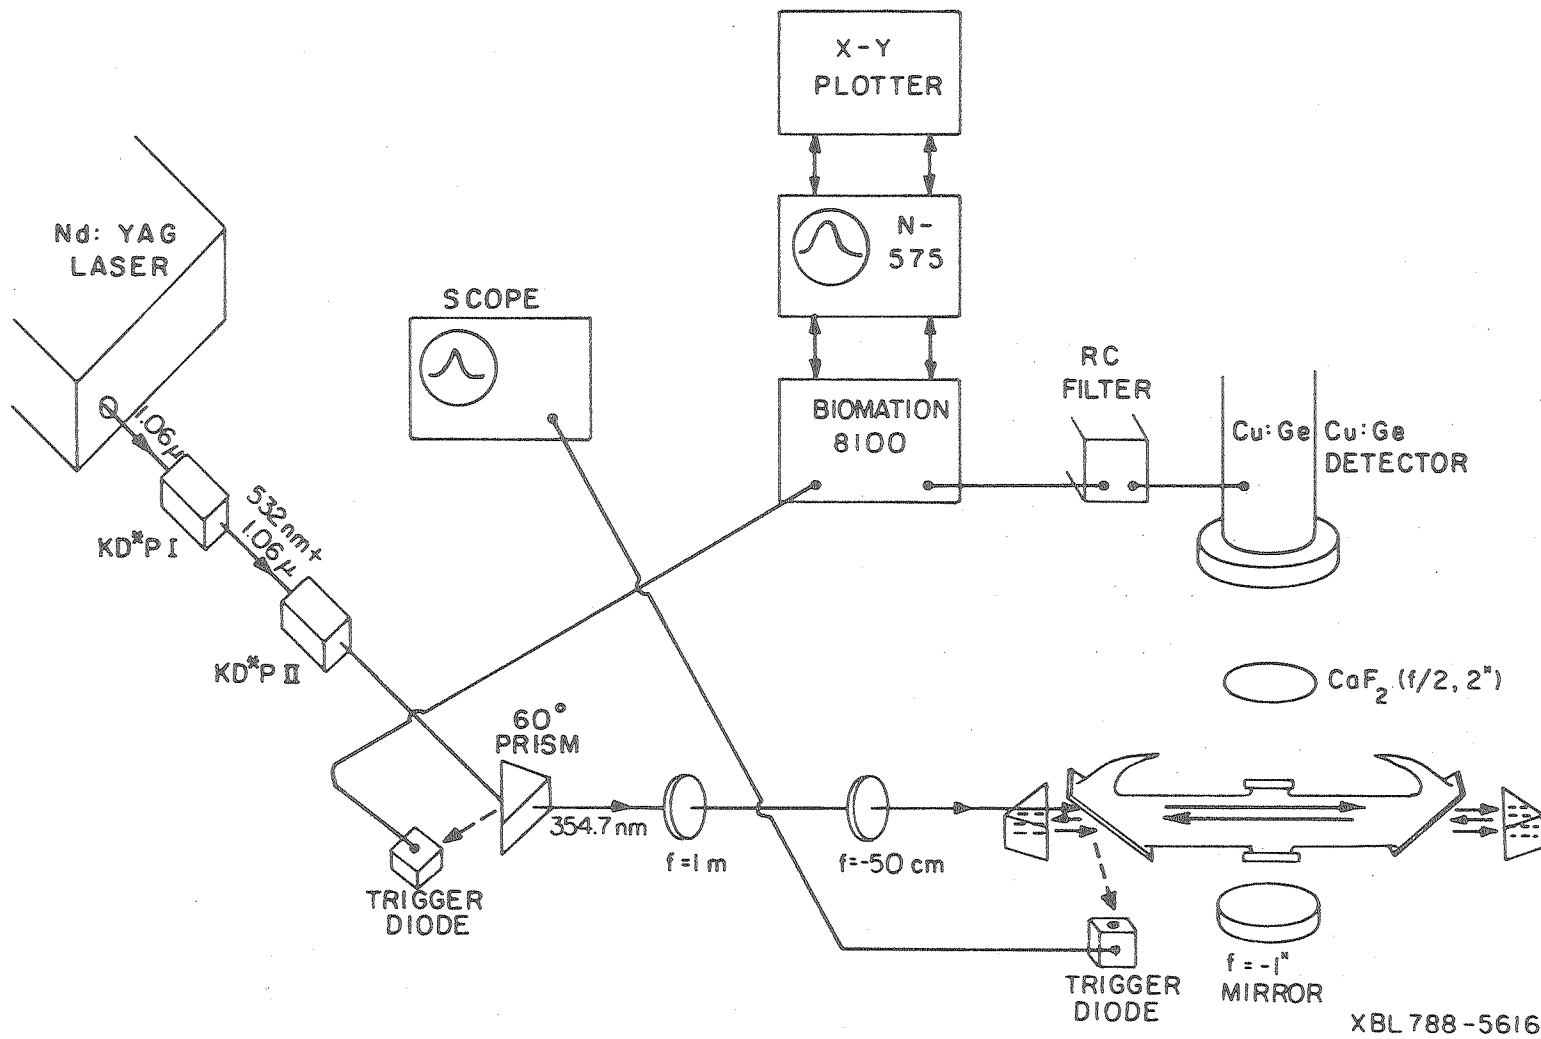 X-Y
PLOTTER
Nd: YAG
LASER
N-
575
SCOPE
RC
FILTER
BIOMATION
8100
1.06μ
Cu:Ge
Cu:Ge
DETECTOR
532nm+
1.06μ
KD*P I
KD*P II
CaF2 (f/2, 2")
60°
PRISM
354.7nm
f=1m
f=-50 cm
TRIGGER
DIODE
f=-1"
MIRROR
TRIGGER
DIODE
XBL 788-5616